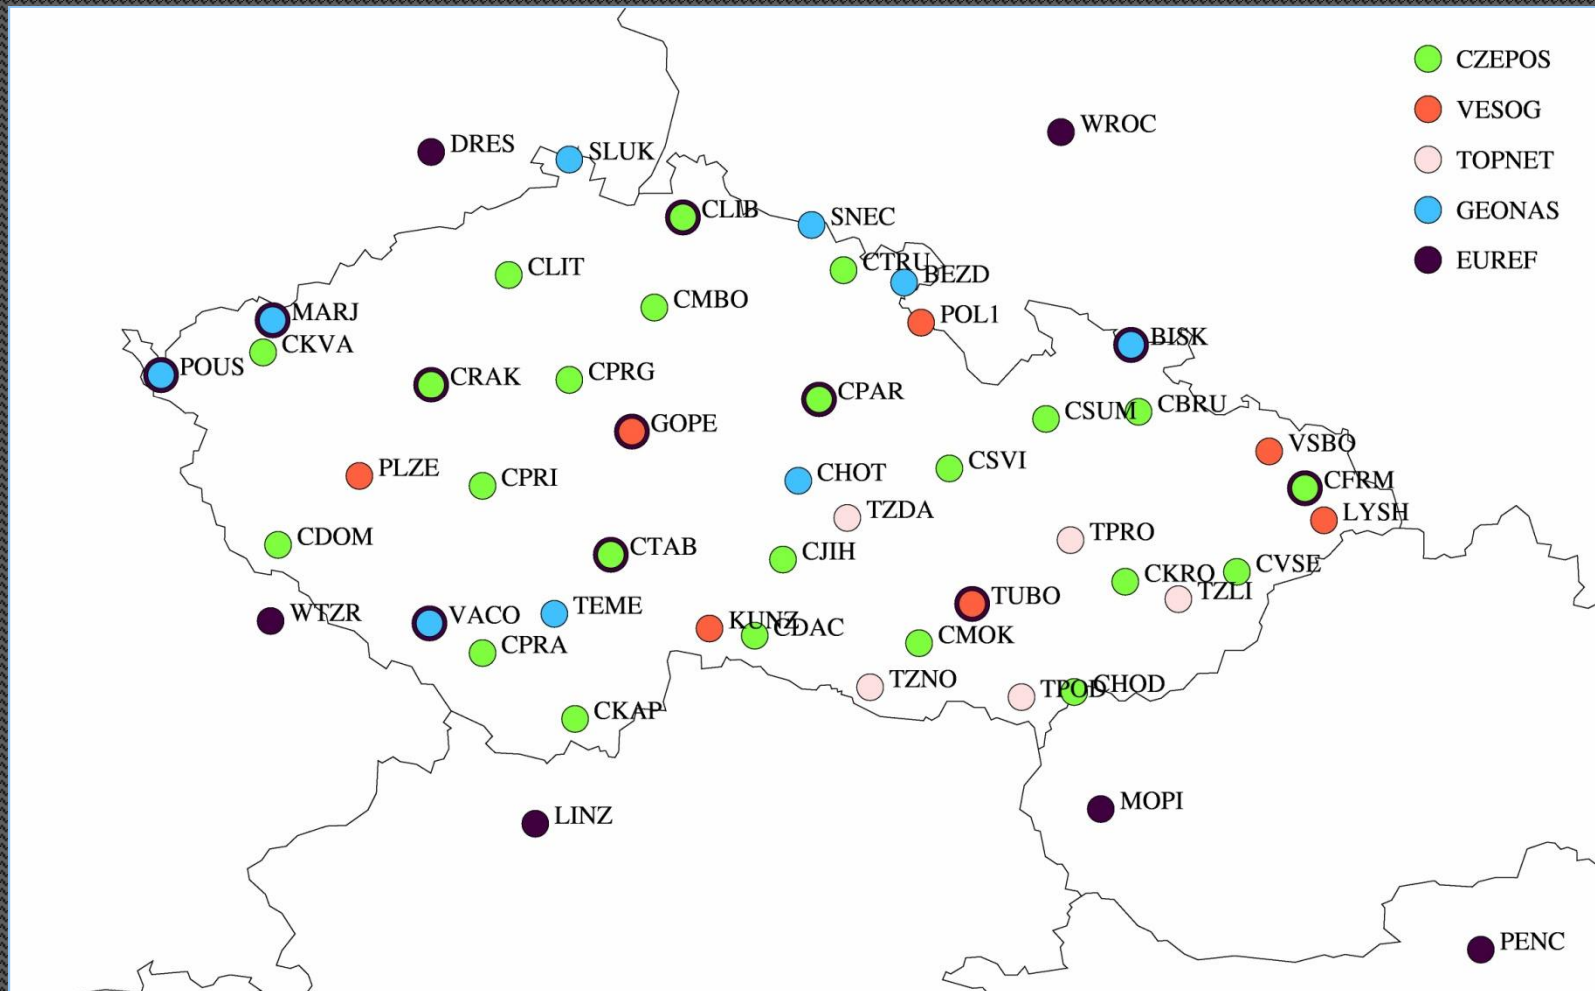 CZEPOS
VESOG
TOPNET
GEONAS
EUREF
WROC
DRES
SLUK
CLIB
SNEC
CTRU
BEZD
CLIT
CMBO
MARJ
POL1
CKVA
BISK
POUS
CRAK
CPRG
CPAR
CSUM
CBRU
GOPE
VSBO
PLZE
CPRI
CHOT
CSVI
CFRM
TZDA
LYSH
CDOM
CTAB
CJIH
TPRO
CKRO
CVSE
TZLI
WTZR
VACO
TEME
TUBO
KUNZ
CDAC
CMOK
CPRA
TZNO
TPOD
CHOD
CKAP
LINZ
MOPI
PENC